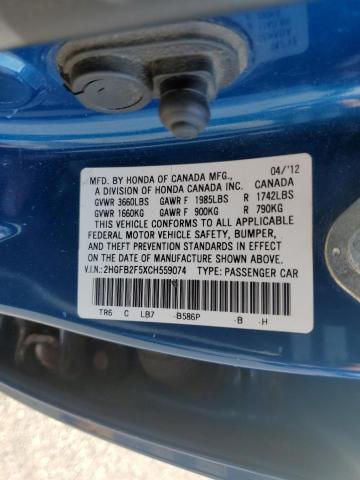 MFD. BY HONDA OF CANADA MFG., 04/'12
A DIVISION OF HONDA CANADA INC. CANADA
GVWR 3660LBS GAWR F 1985LBS R 1742LBS
GVWR 1660KG GAWR F 900KG R 790KG
THIS VEHICLE CONFORMS TO ALL APPLICABLE
FEDERAL MOTOR VEHICLE SAFETY, BUMPER,
AND THEFT PREVENTION STANDARDS IN EFFECT
ON THE DATE OF MANUFACTURE SHOWN ABOVE.
V.I.N.: 2HGFB2F5XCH559074 TYPE: PASSENGER CAR
TR6 C LB7 -B586P -B -H